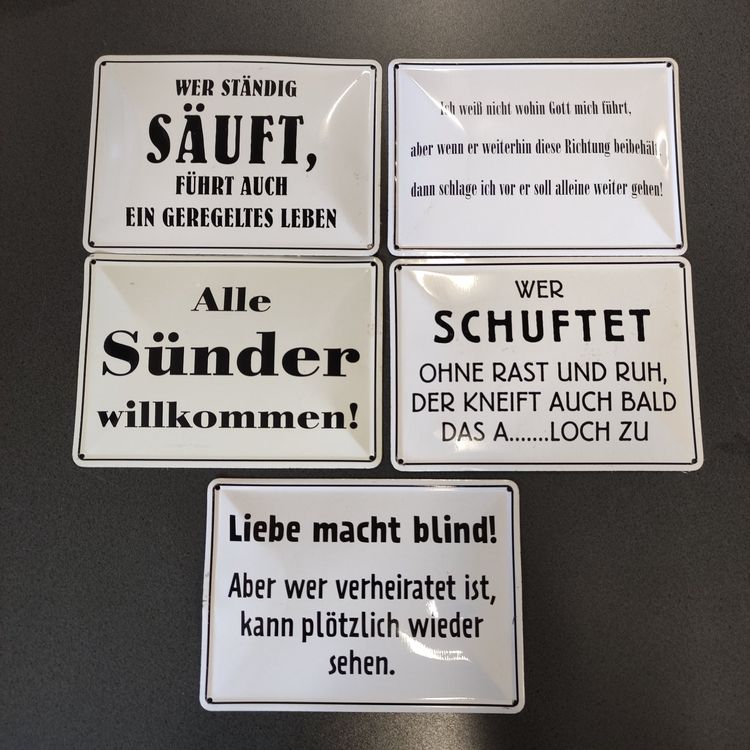 WER STÄNDIG
SÄUFT,
FÜHRT AUCH
EIN GEREGELTES LEBEN
Ich weiß nicht wohin Gott mich führt,
aber wenn er weiterhin diese Richtung beibehält,
dann schlage ich vor er soll alleine weiter gehen!
Alle
Sünder
willkommen!
WER
SCHUFTET
OHNE RAST UND RUH,
DER KNEIFT AUCH BALD
DAS A.......LOCH ZU
Liebe macht blind!
Aber wer verheiratet ist,
kann plötzlich wieder
sehen.